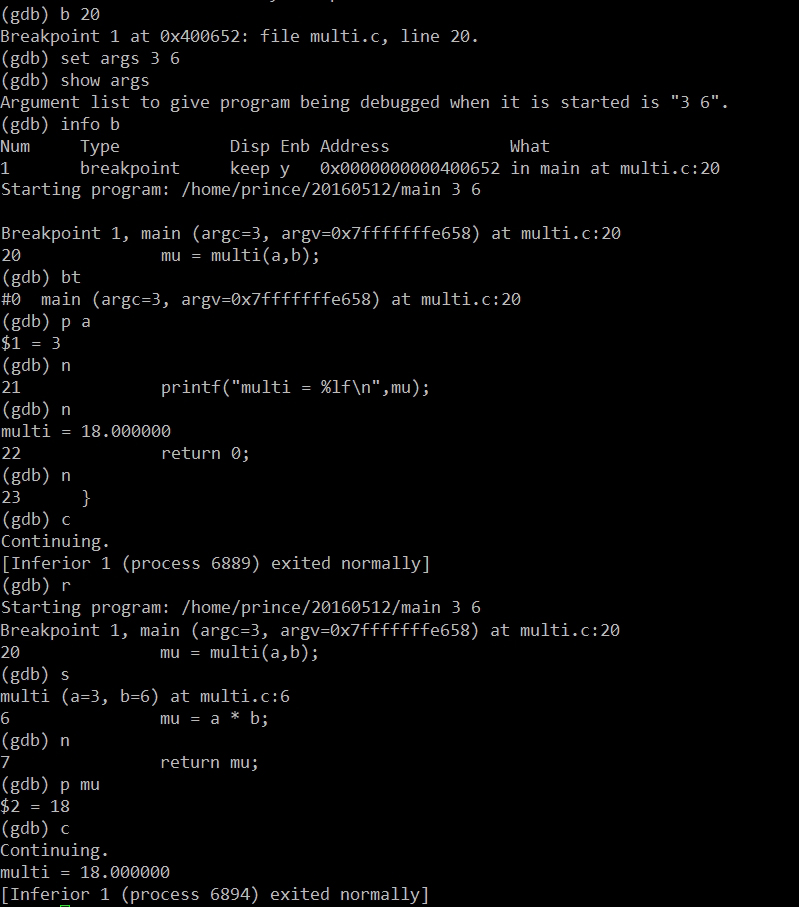 (gdb) b 20
Breakpoint 1 at 0x400652: file multi.c, line 20.
(gdb) set args 3 6
(gdb) show args
Argument list to give program being debugged when it is started is "3 6".
(gdb) info b
Num     Type           Disp Enb Address            What
1       breakpoint     keep y   0x0000000000400652 in main at multi.c:20
Starting program: /home/prince/20160512/main 3 6
Breakpoint 1, main (argc=3, argv=0x7fffffffe658) at multi.c:20
20              mu = multi(a,b);
(gdb) bt
#0  main (argc=3, argv=0x7fffffffe658) at multi.c:20
(gdb) p a
$1 = 3
(gdb) n
21              printf("multi = %lf\n",mu);
(gdb) n
multi = 18.000000
22              return 0;
(gdb) n
23      }
(gdb) c
Continuing.
[Inferior 1 (process 6889) exited normally]
(gdb) r
Starting program: /home/prince/20160512/main 3 6
Breakpoint 1, main (argc=3, argv=0x7fffffffe658) at multi.c:20
20              mu = multi(a,b);
(gdb) s
multi (a=3, b=6) at multi.c:6
6               mu = a * b;
(gdb) n
7               return mu;
(gdb) p mu
$2 = 18
(gdb) c
Continuing.
multi = 18.000000
[Inferior 1 (process 6894) exited normally]